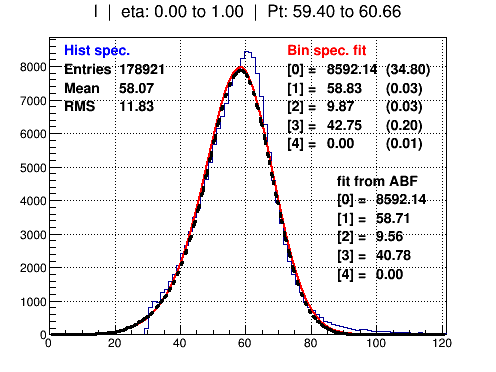 I | eta: 0.00 to 1.00 | Pt: 59.40 to 60.66
Hist spec.
Entries 178921
Mean 58.07
RMS 11.83
Bin spec. fit
[0] = 8592.14 (34.80)
[1] = 58.83 (0.03)
[2] = 9.87 (0.03)
[3] = 42.75 (0.20)
[4] = 0.00 (0.01)
fit from ABF
[0] = 8592.14
[1] = 58.71
[2] = 9.56
[3] = 40.78
[4] = 0.00
8000
7000
6000
5000
4000
3000
2000
1000
0
0 20 40 60 80 100 120